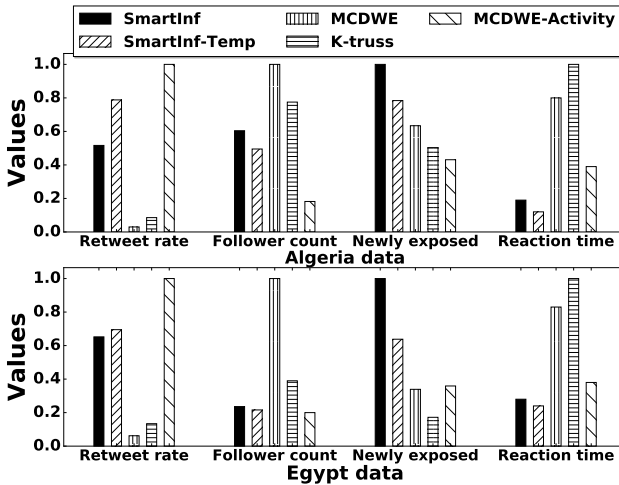 SmartInf MCDWE MCDWE-Activity
SmartInf-Temp K-truss
Values
1.0
0.8
0.6
0.4
0.2
0.0
Retweet rate Follower count Newly exposed Reaction time
Algeria data
Values
1.0
0.8
0.6
0.4
0.2
0.0
Retweet rate Follower count Newly exposed Reaction time
Egypt data